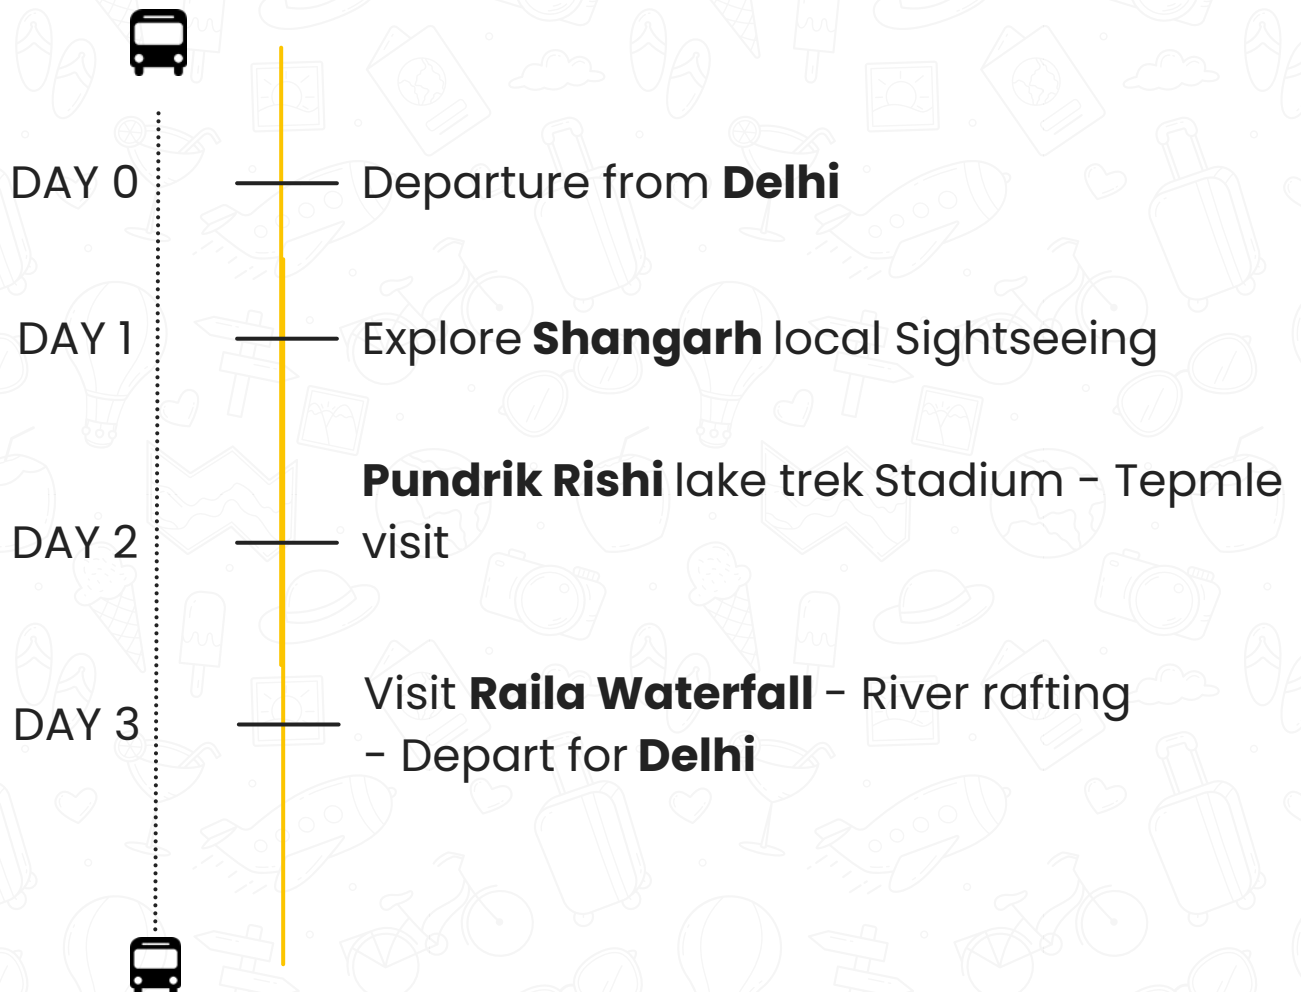 DAY 0
Departure from Delhi
DAY 1
Explore Shangarh local Sightseeing
Pundrik Rishi lake trek Stadium - Tepmle
DAY 2
visit
Visit Raila Waterfall - River rafting
DAY 3
- Depart for Delhi